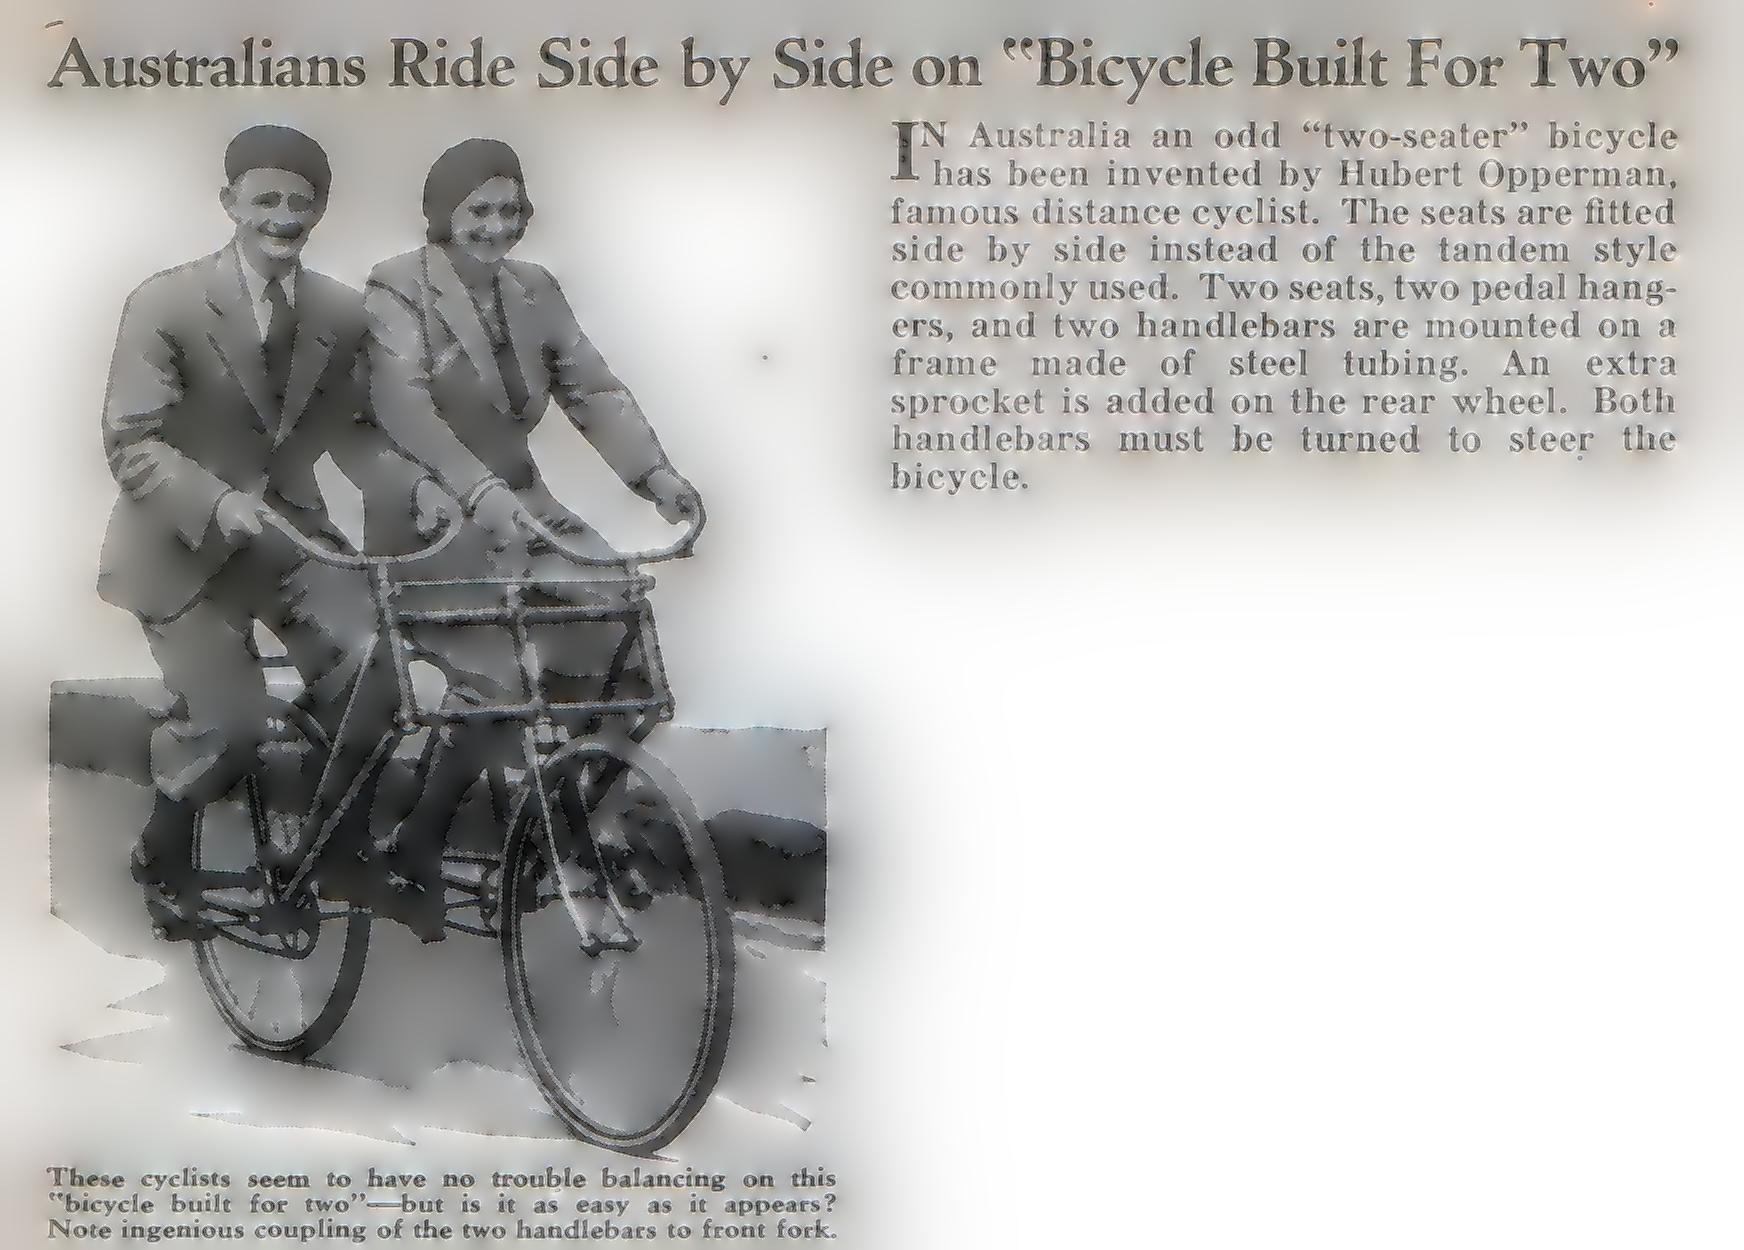 Australians Ride Side by Side on “Bicycle Built For Two”
IN Australia an odd “two-seater” bicycle
has been invented by Hubert Opperman,
famous distance cyclist. The seats are fitted
side by side instead of the tandem style
commonly used. Two seats, two pedal hang-
ers, and two handlebars are mounted on a
frame made of steel tubing. An extra
sprocket is added on the rear wheel. Both
handlebars must be turned to steer the
bicycle.
These cyclists seem to have no trouble balancing on this
“bicycle built for two”—but is it as easy as it appears?
Note ingenious coupling of the two handlebars to front fork.